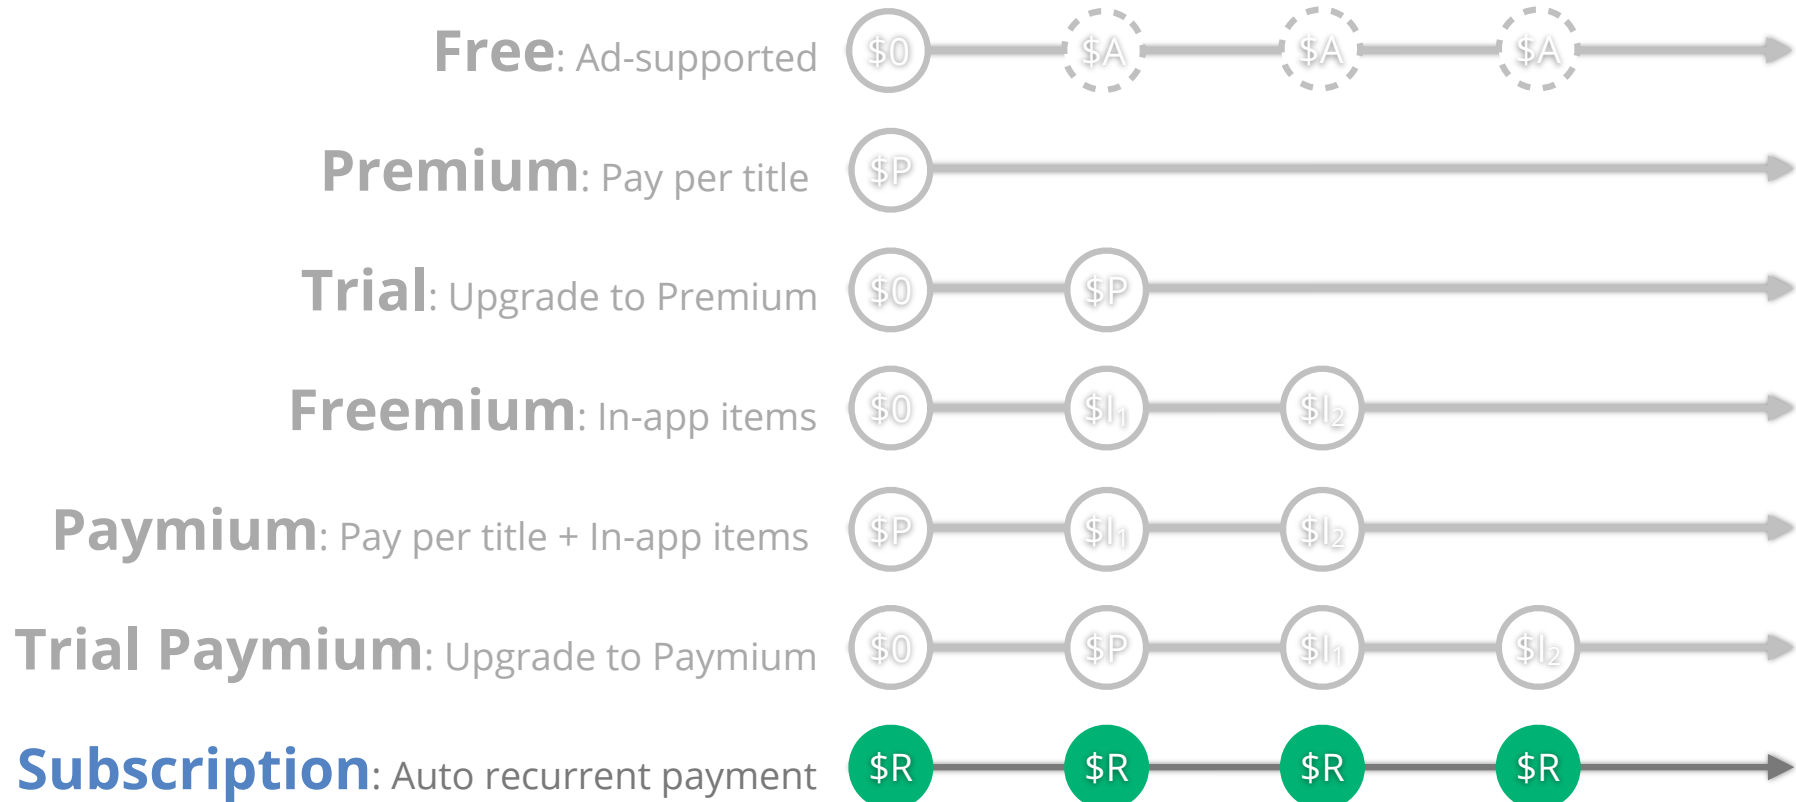 Free: Ad-supported $0 $A $A $A
Premium: Pay per title $P
Trial: Upgrade to Premium $0 $P
Freemium: In-app items $0 $I₁ $I₂
Paymium: Pay per title + In-app items $P $I₁ $I₂
Trial Paymium: Upgrade to Paymium $0 $P $I₁ $I₂
Subscription: Auto recurrent payment $R $R $R $R